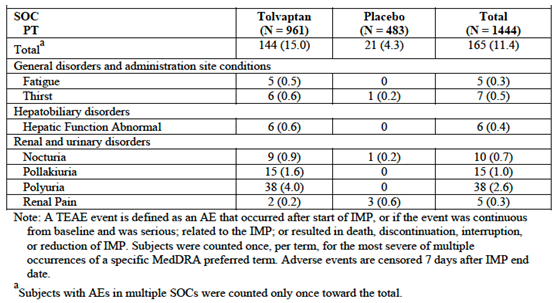 SOC Tolvaptan Placebo Total
PT (N = 961) (N = 483) (N = 1444)
Totalᵃ 144 (15.0) 21 (4.3) 165 (11.4)
General disorders and administration site conditions
Fatigue 5 (0.5) 0 5 (0.3)
Thirst 6 (0.6) 1 (0.2) 7 (0.5)
Hepatobiliary disorders
Hepatic Function Abnormal 6 (0.6) 0 6 (0.4)
Renal and urinary disorders
Nocturia 9 (0.9) 1 (0.2) 10 (0.7)
Pollakiuria 15 (1.6) 0 15 (1.0)
Polyuria 38 (4.0) 0 38 (2.6)
Renal Pain 2 (0.2) 3 (0.6) 5 (0.3)
Note: A TEAE event is defined as an AE that occurred after start of IMP, or if the event was continuous
from baseline and was serious; related to the IMP; or resulted in death, discontinuation, interruption,
or reduction of IMP. Subjects were counted once, per term, for the most severe of multiple
occurrences of a specific MedDRA preferred term. Adverse events are censored 7 days after IMP end
date.
ᵃSubjects with AEs in multiple SOCs were counted only once toward the total.